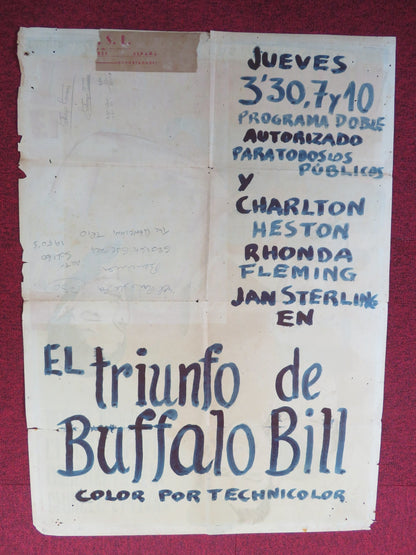 S. L.
ESPAÑA
JUEVES
3'30, 7 y 10
PROGRAMA DOBLE
AUTORIZADO
PARA TODOS LOS
PÚBLICOS
Y
CHARLTON
HESTON
RHONDA
FLEMING
JAN STERLING
EN
EL triunfo de
Buffalo Bill
COLOR POR TECHNICOLOR